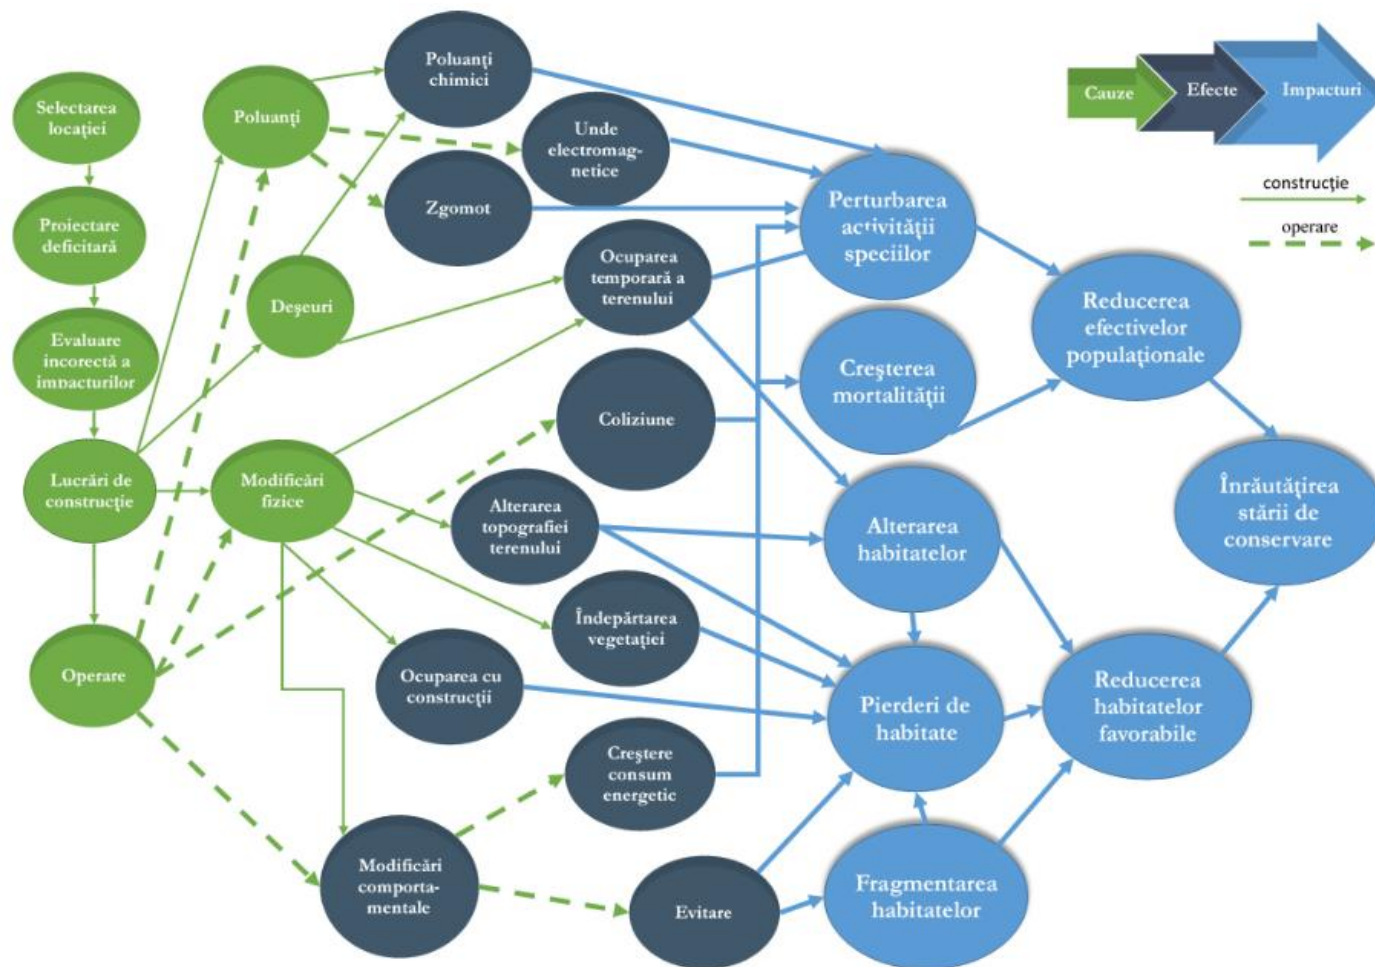 Selectarea
locației
Proiectare
deficitară
Evaluare
incorectă a
impacturilor
Lucrări de
construcție
Operare
Poluanți
Deșeuri
Modificări
fizice
Poluanți
chimici
Unde
electromag-
netice
Zgomot
Ocuparea
temporară a
terenului
Coliziune
Alterarea
topografiei
terenului
Îndepărtarea
vegetației
Ocuparea cu
construcții
Creștere
consum
energetic
Modificări
comporta-
mentale
Evitare
Perturbarea
activității
speciilor
Creșterea
mortalității
Alterarea
habitatelor
Pierderi de
habitate
Fragmentarea
habitatelor
Reducerea
efectivelor
populaționale
Reducerea
habitatelor
favorabile
Înrăutățirea
stării de
conservare
Cauze
Efecte
Impacturi
construcție
operare